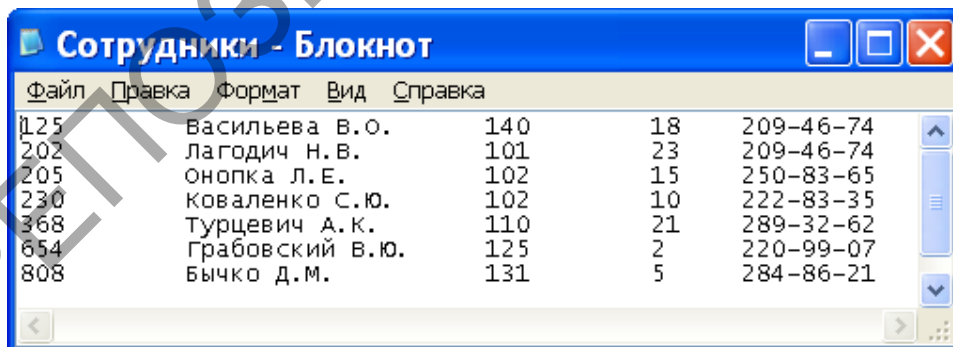 Сотрудники - Блокнот
Файл Правка Формат Вид Справка
125 Васильева В.О. 140 18 209-46-74
202 Лагодич Н.В. 101 23 209-46-74
205 Онопка Л.Е. 102 15 250-83-65
230 Коваленко С.Ю. 102 10 222-83-35
368 Турцевич А.К. 110 21 289-32-62
654 Грабовский В.Ю. 125 2 220-99-07
808 Бычко Д.М. 131 5 284-86-21